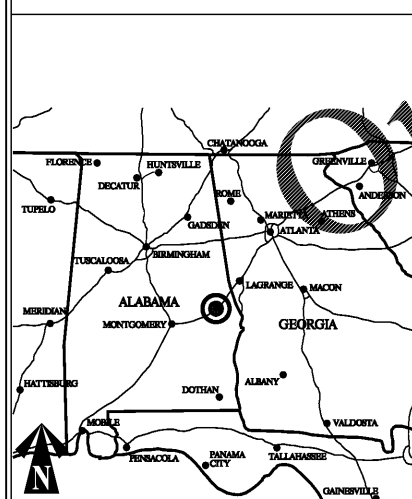 CHATANOOGA
FLORENCE
HUNTSVILLE
GREENVILLE
DECATUR
ANDERSON
ROME
TUPELO
GADSDEN
MARIETTA
ATHENS
ATLANTA
BIRMINGHAM
TUSCALOOSA
LAGRANGE
MACON
ALABAMA
MERIDIAN
MONTGOMERY
GEORGIA
ALBANY
HATTISBURG
DOTHAN
MOBILE
VALDOSTA
PENSACOLA
PANAMA
CITY
TALLAHASSEE
N
GAINESVILLE